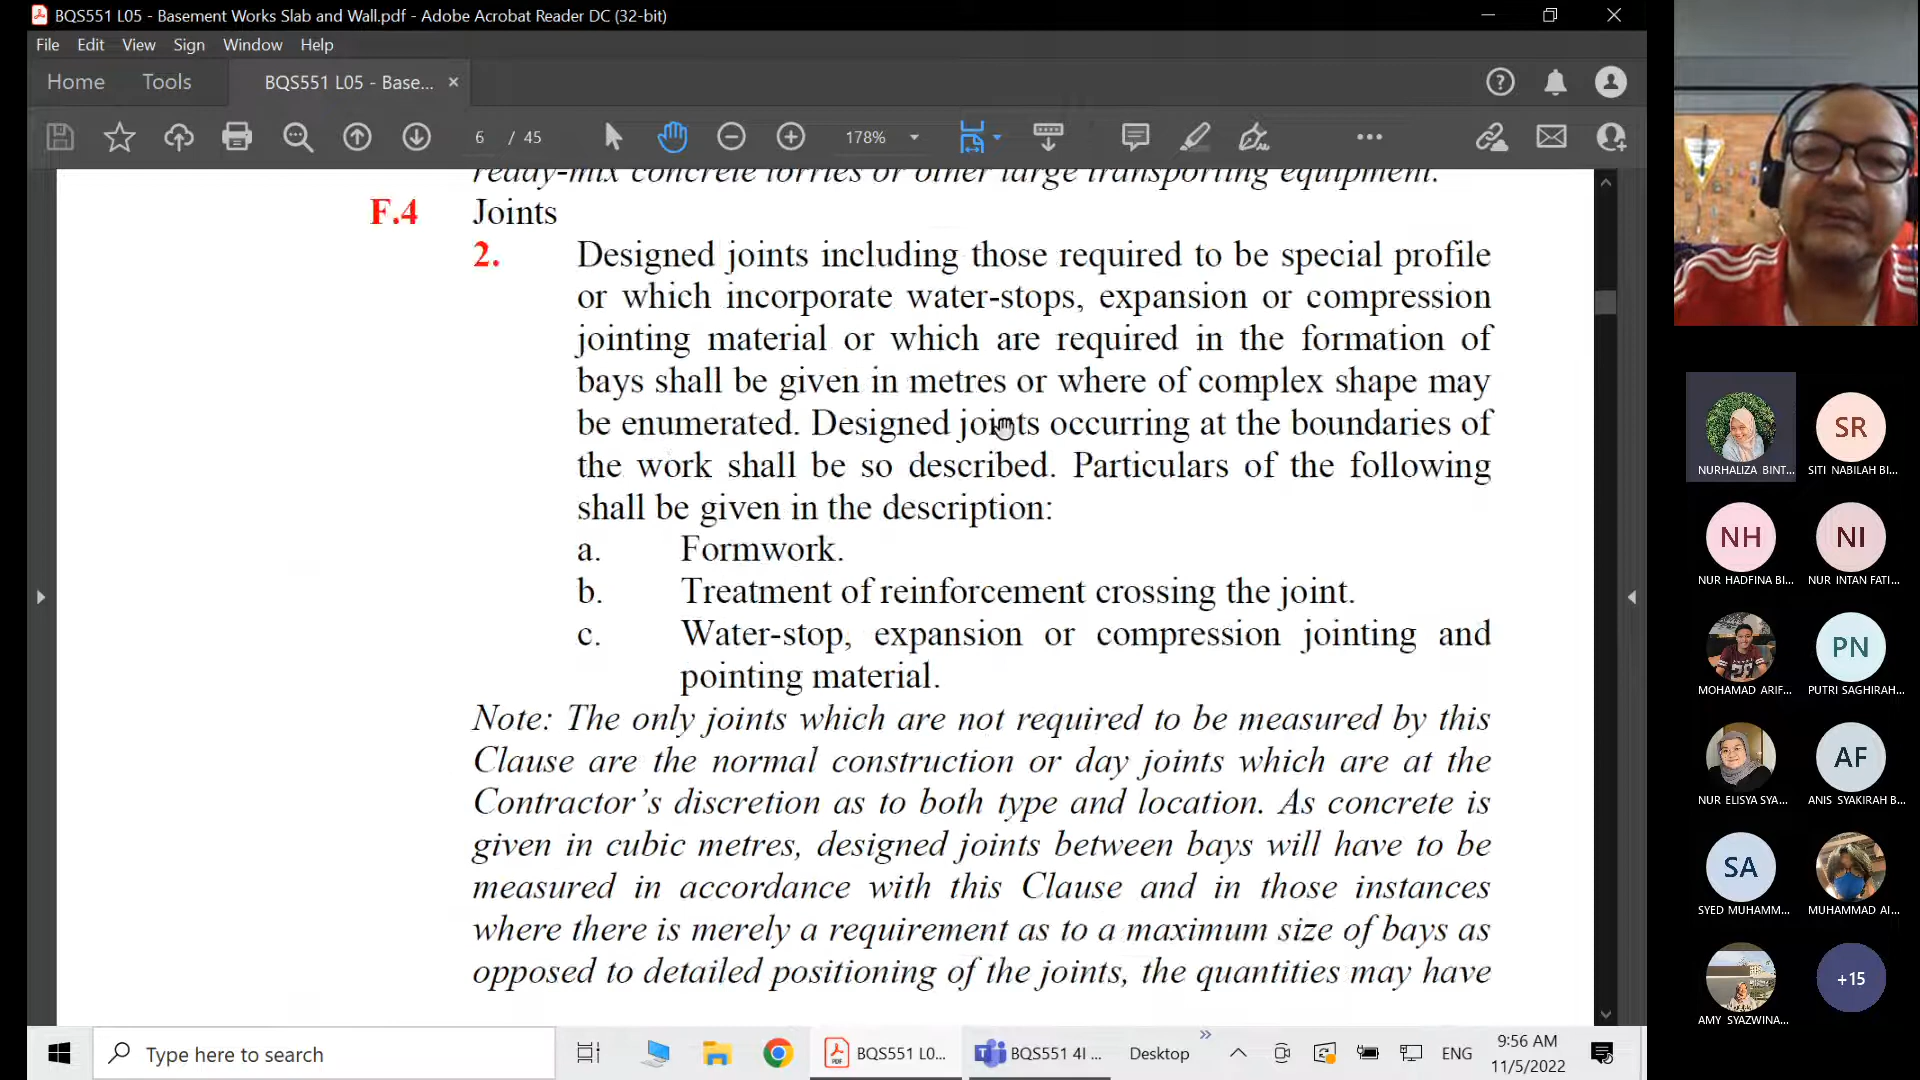 BQS551 L05 - Basement Works Slab and Wall.pdf - Adobe Acrobat Reader DC (32-bit)
File Edit View Sign Window Help
Home Tools BQS551 L05 - Base...
6 / 45 178%
ready-mix concrete lorries or other large transporting equipment.
F.4 Joints
2. Designed joints including those required to be special profile
or which incorporate water-stops, expansion or compression
jointing material or which are required in the formation of
bays shall be given in metres or where of complex shape may
be enumerated. Designed joints occurring at the boundaries of
the work shall be so described. Particulars of the following
shall be given in the description:
a. Formwork.
b. Treatment of reinforcement crossing the joint.
c. Water-stop, expansion or compression jointing and
pointing material.
Note: The only joints which are not required to be measured by this
Clause are the normal construction or day joints which are at the
Contractor's discretion as to both type and location. As concrete is
given in cubic metres, designed joints between bays will have to be
measured in accordance with this Clause and in those instances
where there is merely a requirement as to a maximum size of bays as
opposed to detailed positioning of the joints, the quantities may have
SR
NURHALIZA BINT... SITI NABILAH BI...
NH NI
NUR HADFINA BI... NUR INTAN FATI...
PN
MOHAMAD ARIF... PUTRI SAGHIRAH...
AF
NUR ELISYA SYA... ANIS SYAKIRAH B...
SA
SYED MUHAMM... MUHAMMAD AI...
+15
AMY SYAZWINA...
Type here to search BQS551 L0... BQS551 4I ... Desktop ENG 9:56 AM
11/5/2022